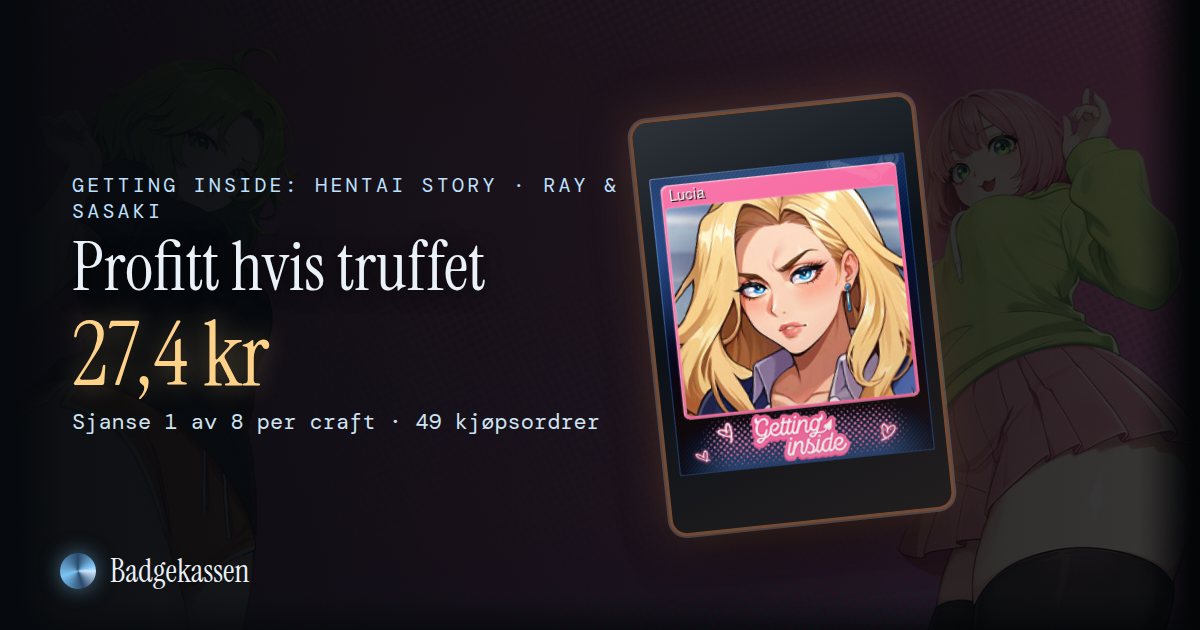 GETTING INSIDE: HENTAI STORY · RAY &
SASAKI
Profitt hvis truffet
27,4 kr
Sjanse 1 av 8 per craft · 49 kjøpsordrer
Lucia
Getting
inside
Badgekassen